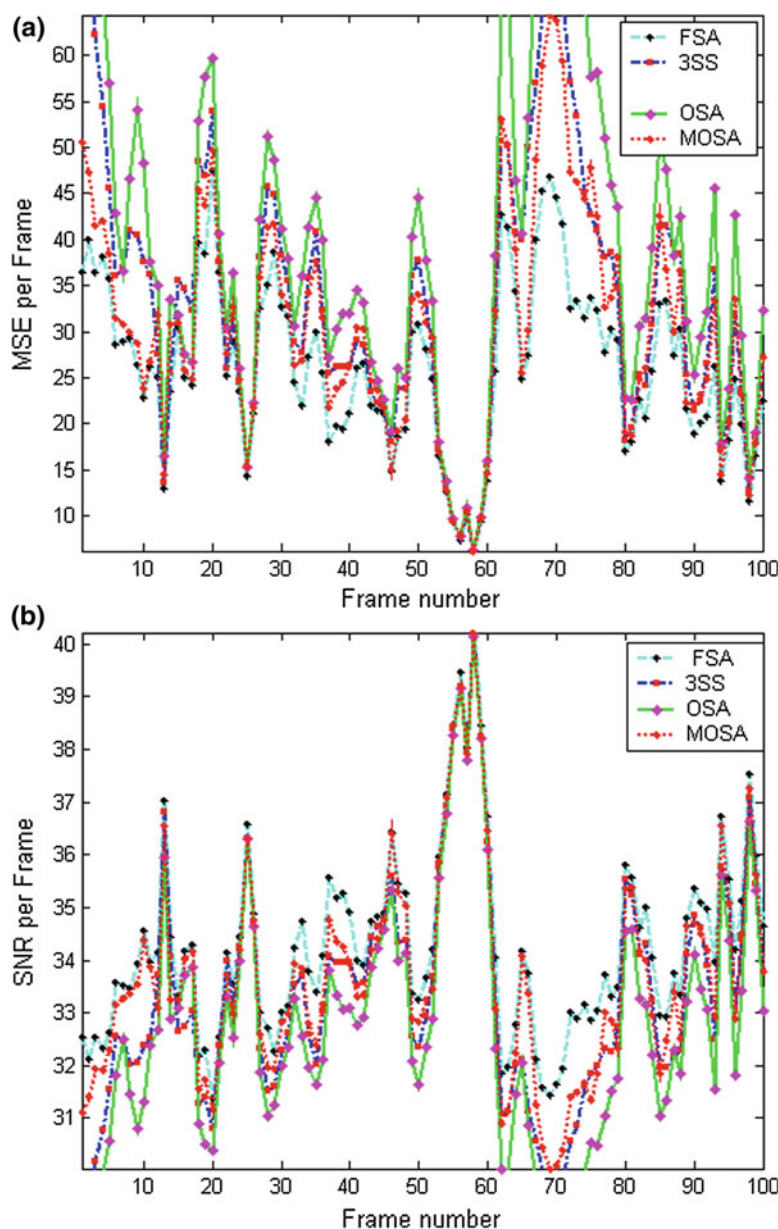 (a)
MSE per Frame
60
55
50
45
40
35
30
25
20
15
10
FSA
3SS
OSA
MOSA
10 20 30 40 50 60 70 80 90 100
Frame number
(b)
SNR per Frame
40
39
38
37
36
35
34
33
32
31
FSA
3SS
OSA
MOSA
10 20 30 40 50 60 70 80 90 100
Frame number